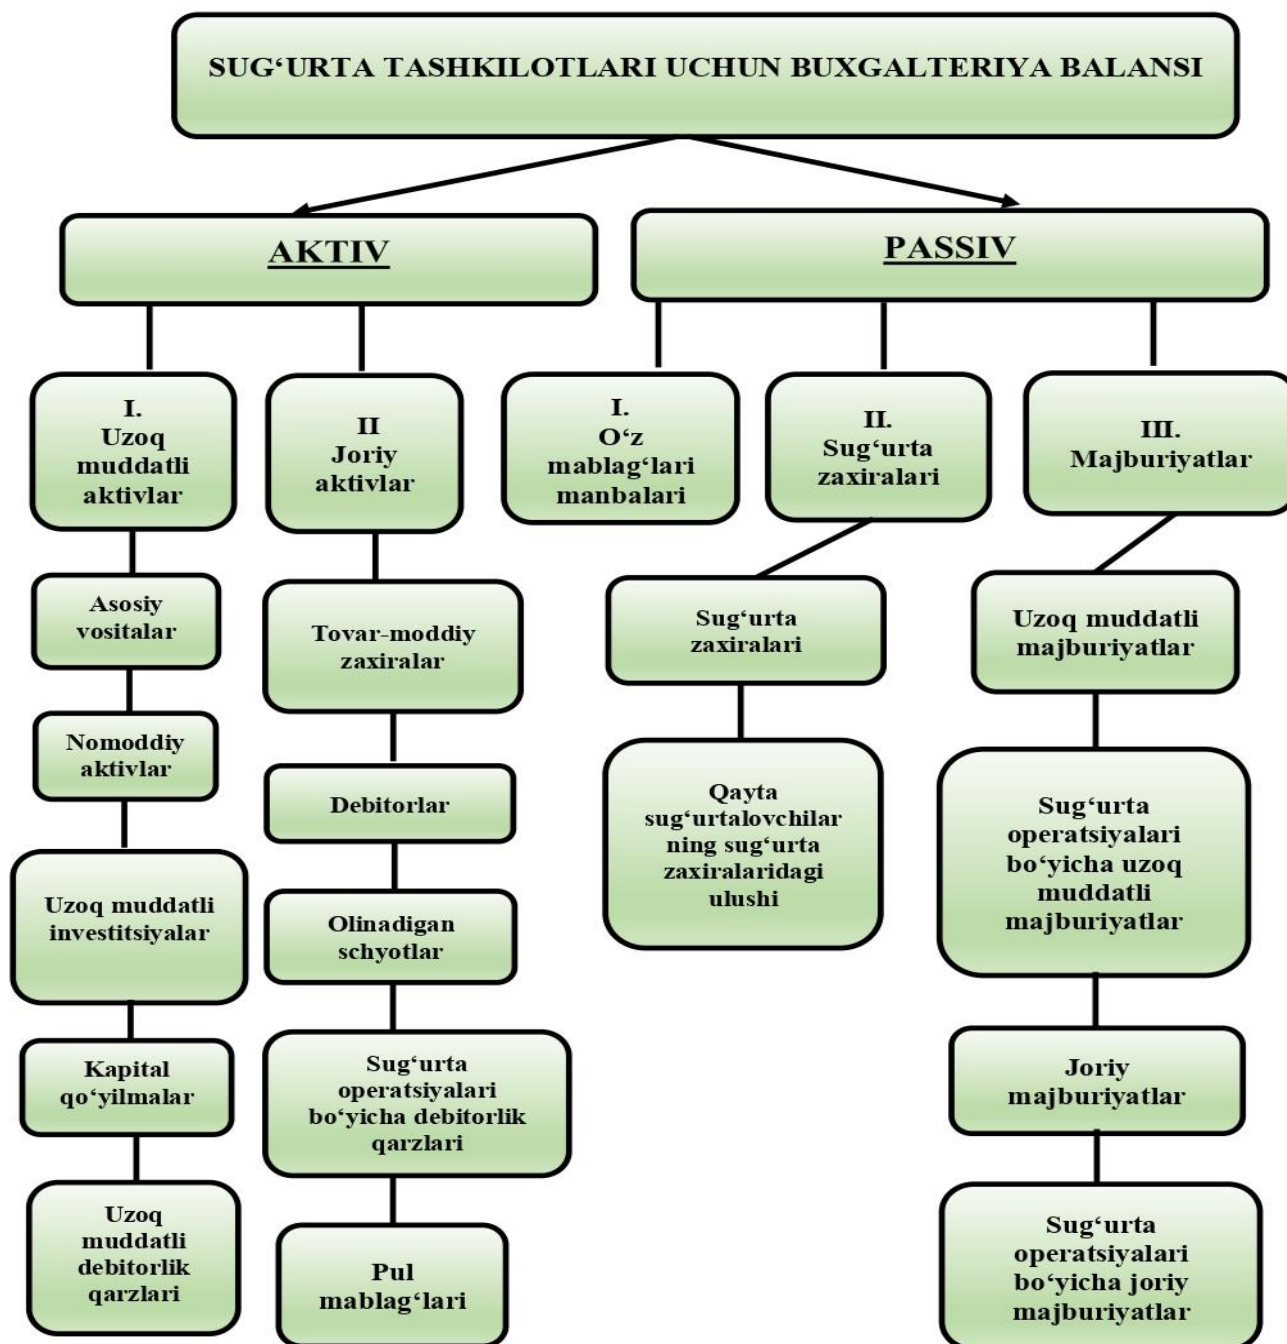 SUG‘URTA TASHKILOTLARI UCHUN BUXGALTERIYA BALANSI
AKTIV
PASSIV
I.
Uzoq
muddatli
aktivlar
II
Joriy
aktivlar
I.
O‘z
mablag‘lari
manbalari
II.
Sug‘urta
zaxiralari
III.
Majburiyatlar
Asosiy
vositalar
Nomoddiy
aktivlar
Uzoq muddatli
investitsiyalar
Kapital
qo‘yilmalar
Uzoq
muddatli
debitorlik
qarzlari
Tovar-moddiy
zaxiralar
Debitorlar
Olinadigan
schyotlar
Sug‘urta
operatsiyalari
bo‘yicha debitorlik
qarzlari
Pul
mablag‘lari
Sug‘urta
zaxiralari
Qayta
sug‘urtalovchilar
ning sug‘urta
zaxiralaridagi
ulushi
Uzoq muddatli
majburiyatlar
Sug‘urta
operatsiyalari
bo‘yicha uzoq
muddatli
majburiyatlar
Joriy
majburiyatlar
Sug‘urta
operatsiyalari
bo‘yicha joriy
majburiyatlar